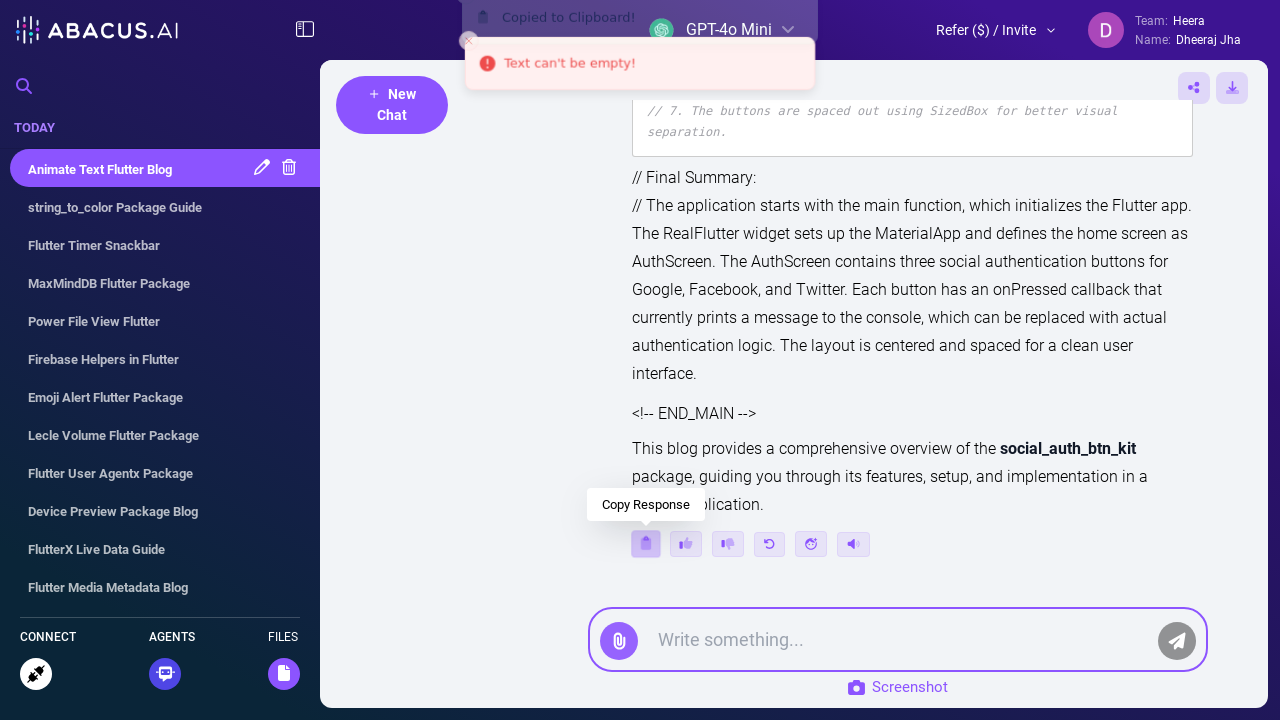 ABACUS.AI
Copied to Clipboard!
GPT-4o Mini
Refer ($) / Invite
D
Team: Heera
Name: Dheeraj Jha
Text can't be empty!
TODAY
Animate Text Flutter Blog
string_to_color Package Guide
Flutter Timer Snackbar
MaxMindDB Flutter Package
Power File View Flutter
Firebase Helpers in Flutter
Emoji Alert Flutter Package
Lecle Volume Flutter Package
Flutter User Agentx Package
Device Preview Package Blog
FlutterX Live Data Guide
Flutter Media Metadata Blog
CONNECT
AGENTS
FILES
+ New
Chat
// 7. The buttons are spaced out using SizedBox for better visual
separation.
// Final Summary:
// The application starts with the main function, which initializes the Flutter app.
The RealFlutter widget sets up the MaterialApp and defines the home screen as
AuthScreen. The AuthScreen contains three social authentication buttons for
Google, Facebook, and Twitter. Each button has an onPressed callback that
currently prints a message to the console, which can be replaced with actual
authentication logic. The layout is centered and spaced for a clean user
interface.
<!-- END_MAIN -->
This blog provides a comprehensive overview of the social_auth_btn_kit
package, guiding you through its features, setup, and implementation in a
plication.
Copy Response
Write something...
Screenshot